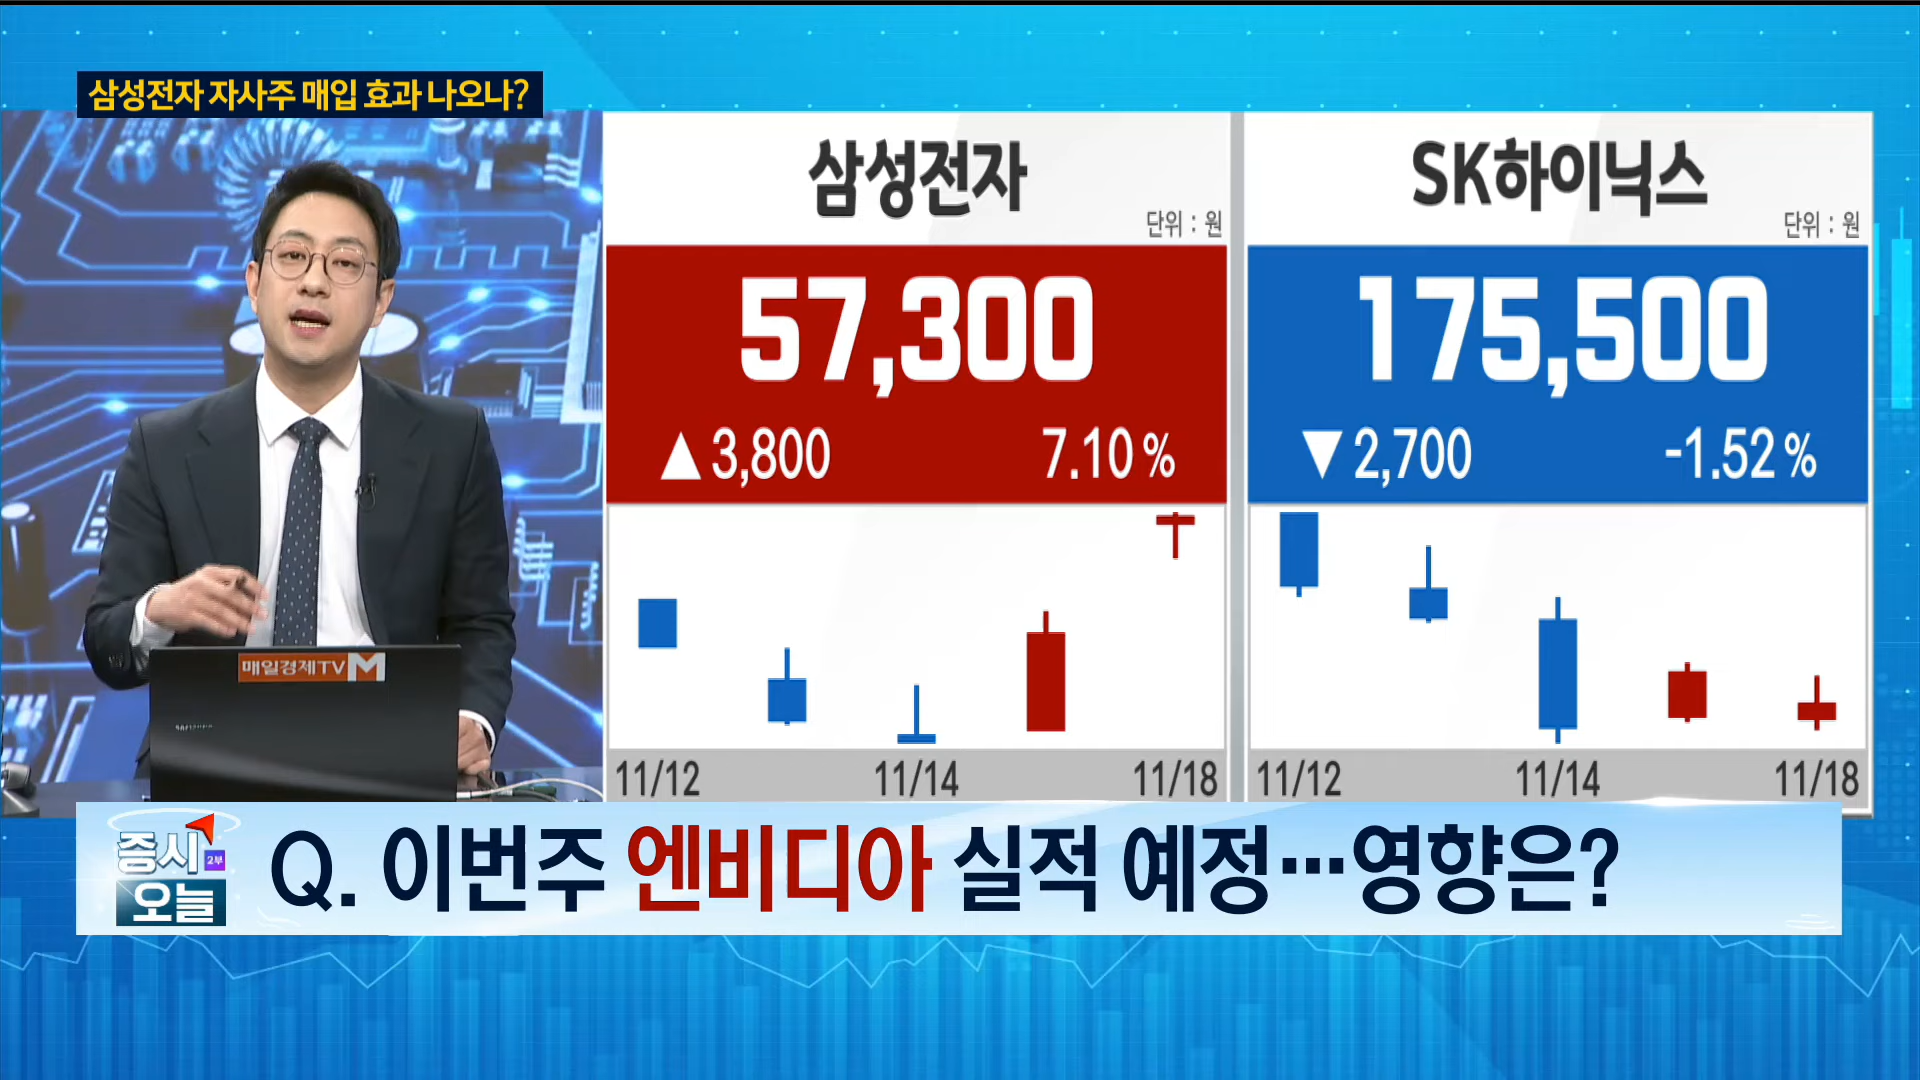 삼성전자 자사주 매입 효과 나오나?
삼성전자
단위 : 원
57,300
▲3,800 7.10%
11/12 11/14 11/18
SK하이닉스
단위 : 원
175,500
▼2,700 -1.52%
11/12 11/14 11/18
매일경제TV M
증시 2부
오늘
Q. 이번주 엔비디아 실적 예정…영향은?